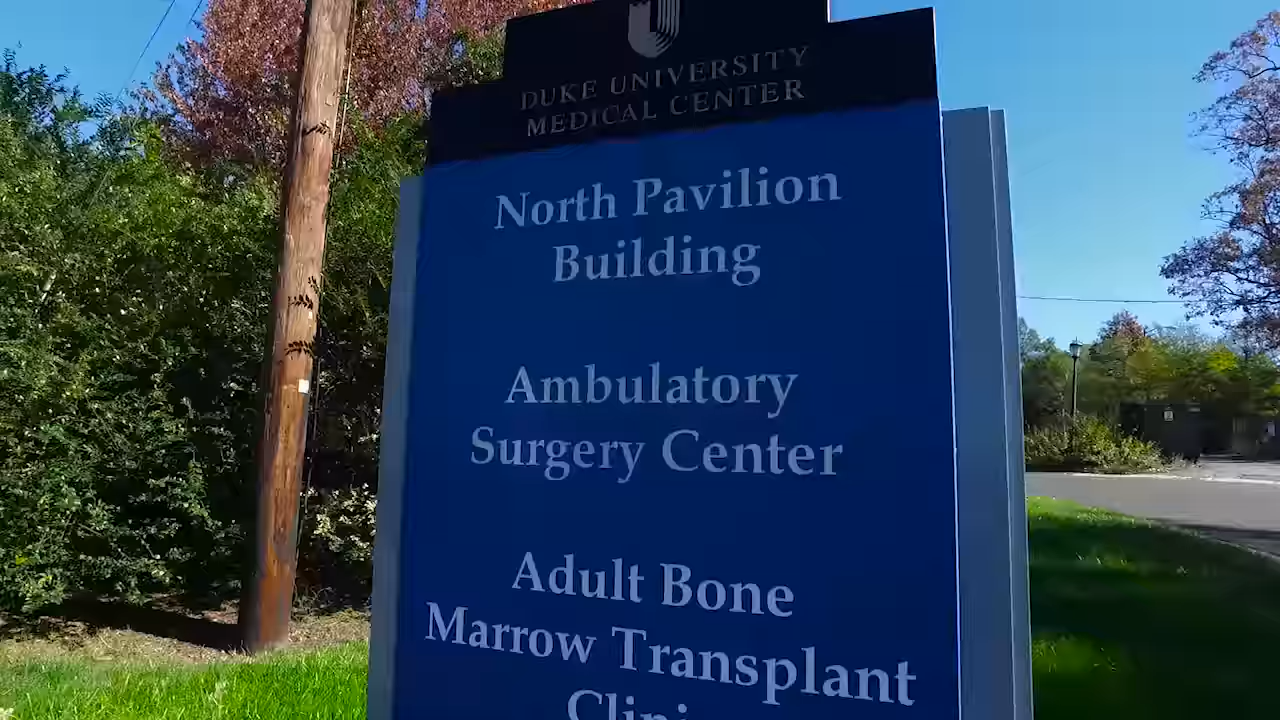 DUKE UNIVERSITY
MEDICAL CENTER
North Pavilion
Building
Ambulatory
Surgery Center
Adult Bone
Marrow Transplant